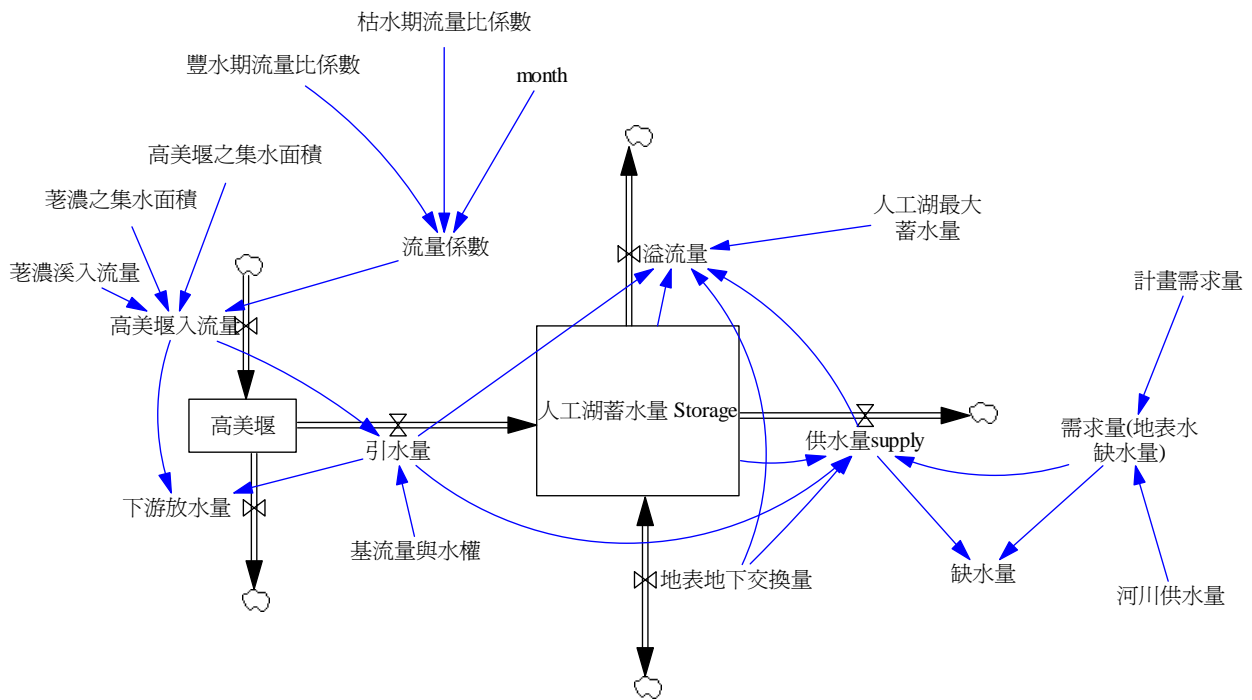 枯水期流量比係數
豐水期流量比係數
month
高美堰之集水面積
荖濃之集水面積
人工湖最大
蓄水量
流量係數
溢流量
荖濃溪入流量
計畫需求量
高美堰入流量
高美堰
人工湖蓄水量 Storage
引水量
供水量supply
需求量(地表水
缺水量)
下游放水量
基流量與水權
地表地下交換量
缺水量
河川供水量